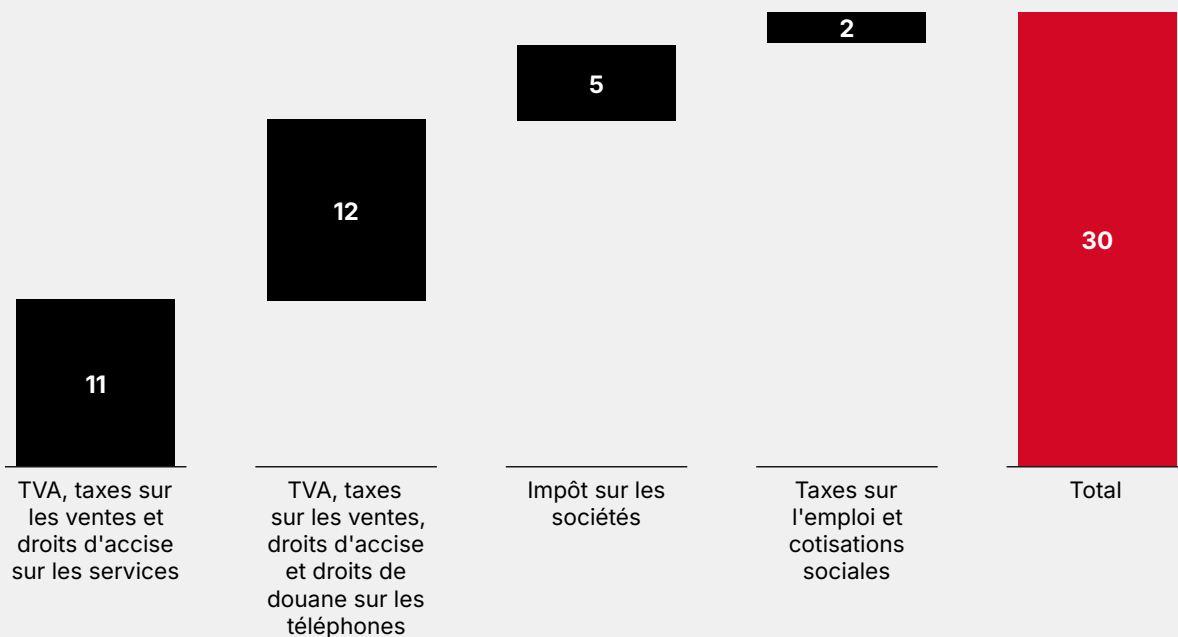 2
5
12
30
11
TVA, taxes sur
les ventes et
droits d'accise
sur les services
TVA, taxes
sur les ventes,
droits d'accise
et droits de
douane sur les
téléphones
Impôt sur les
sociétés
Taxes sur
l'emploi et
cotisations
sociales
Total